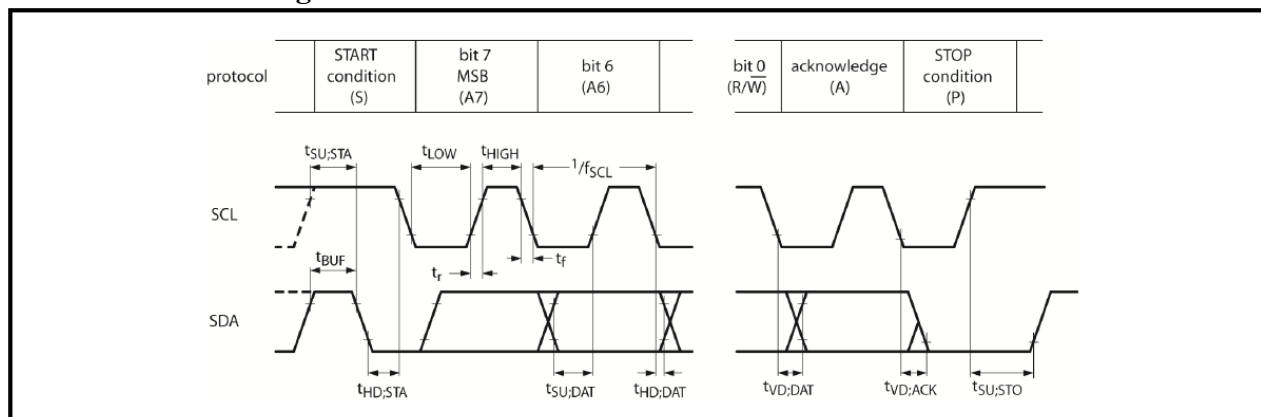 protocol
START
condition
(S)
bit 7
MSB
(A7)
bit 6
(A6)
bit 0
(R/W̅)
acknowledge
(A)
STOP
condition
(P)
tSU;STA
tLOW
tHIGH
1/fSCL
SCL
tBUF
tr
tf
SDA
tHD;STA
tSU;DAT
tHD;DAT
tVD;DAT
tVD;ACK
tSU;STO